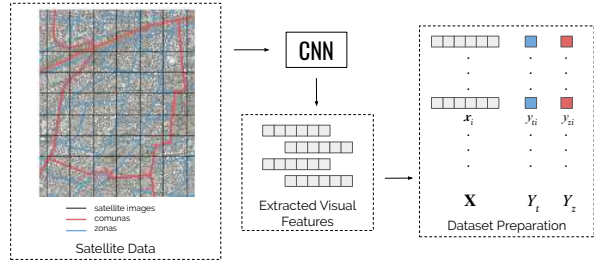 satellite images
comunas
zonas
Satellite Data
CNN
Extracted Visual
Features
x_i y_ti y_zi
X Y_t Y_z
Dataset Preparation